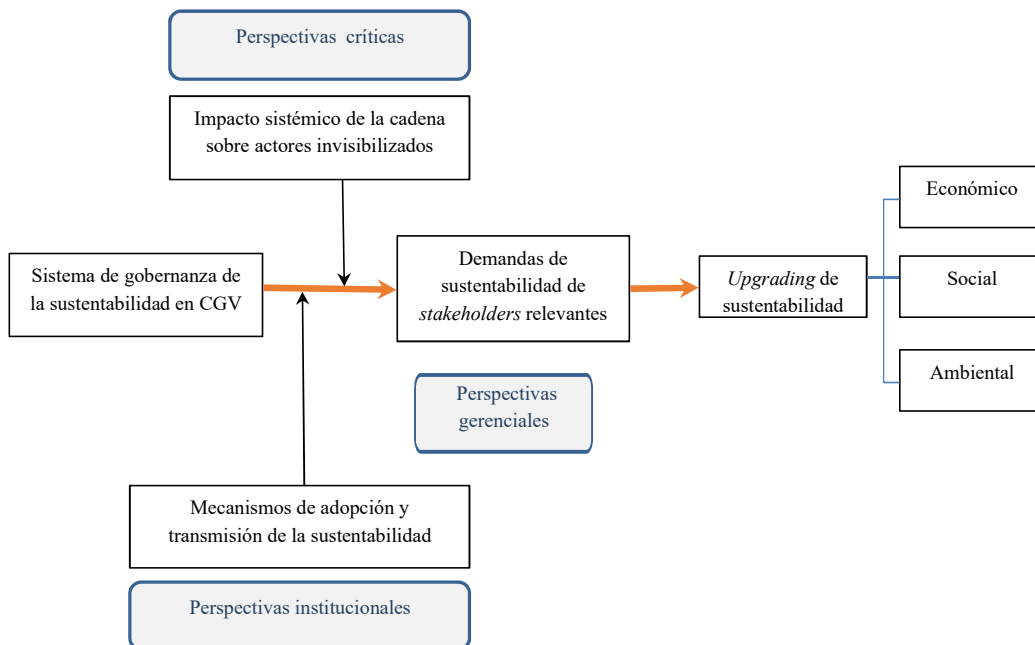 Perspectivas críticas
Impacto sistémico de la cadena
sobre actores invisibilizados
Sistema de gobernanza de
la sustentabilidad en CGV
Demandas de
sustentabilidad de
stakeholders relevantes
Upgrading de
sustentabilidad
Económico
Social
Ambiental
Perspectivas
gerenciales
Mecanismos de adopción y
transmisión de la sustentabilidad
Perspectivas institucionales